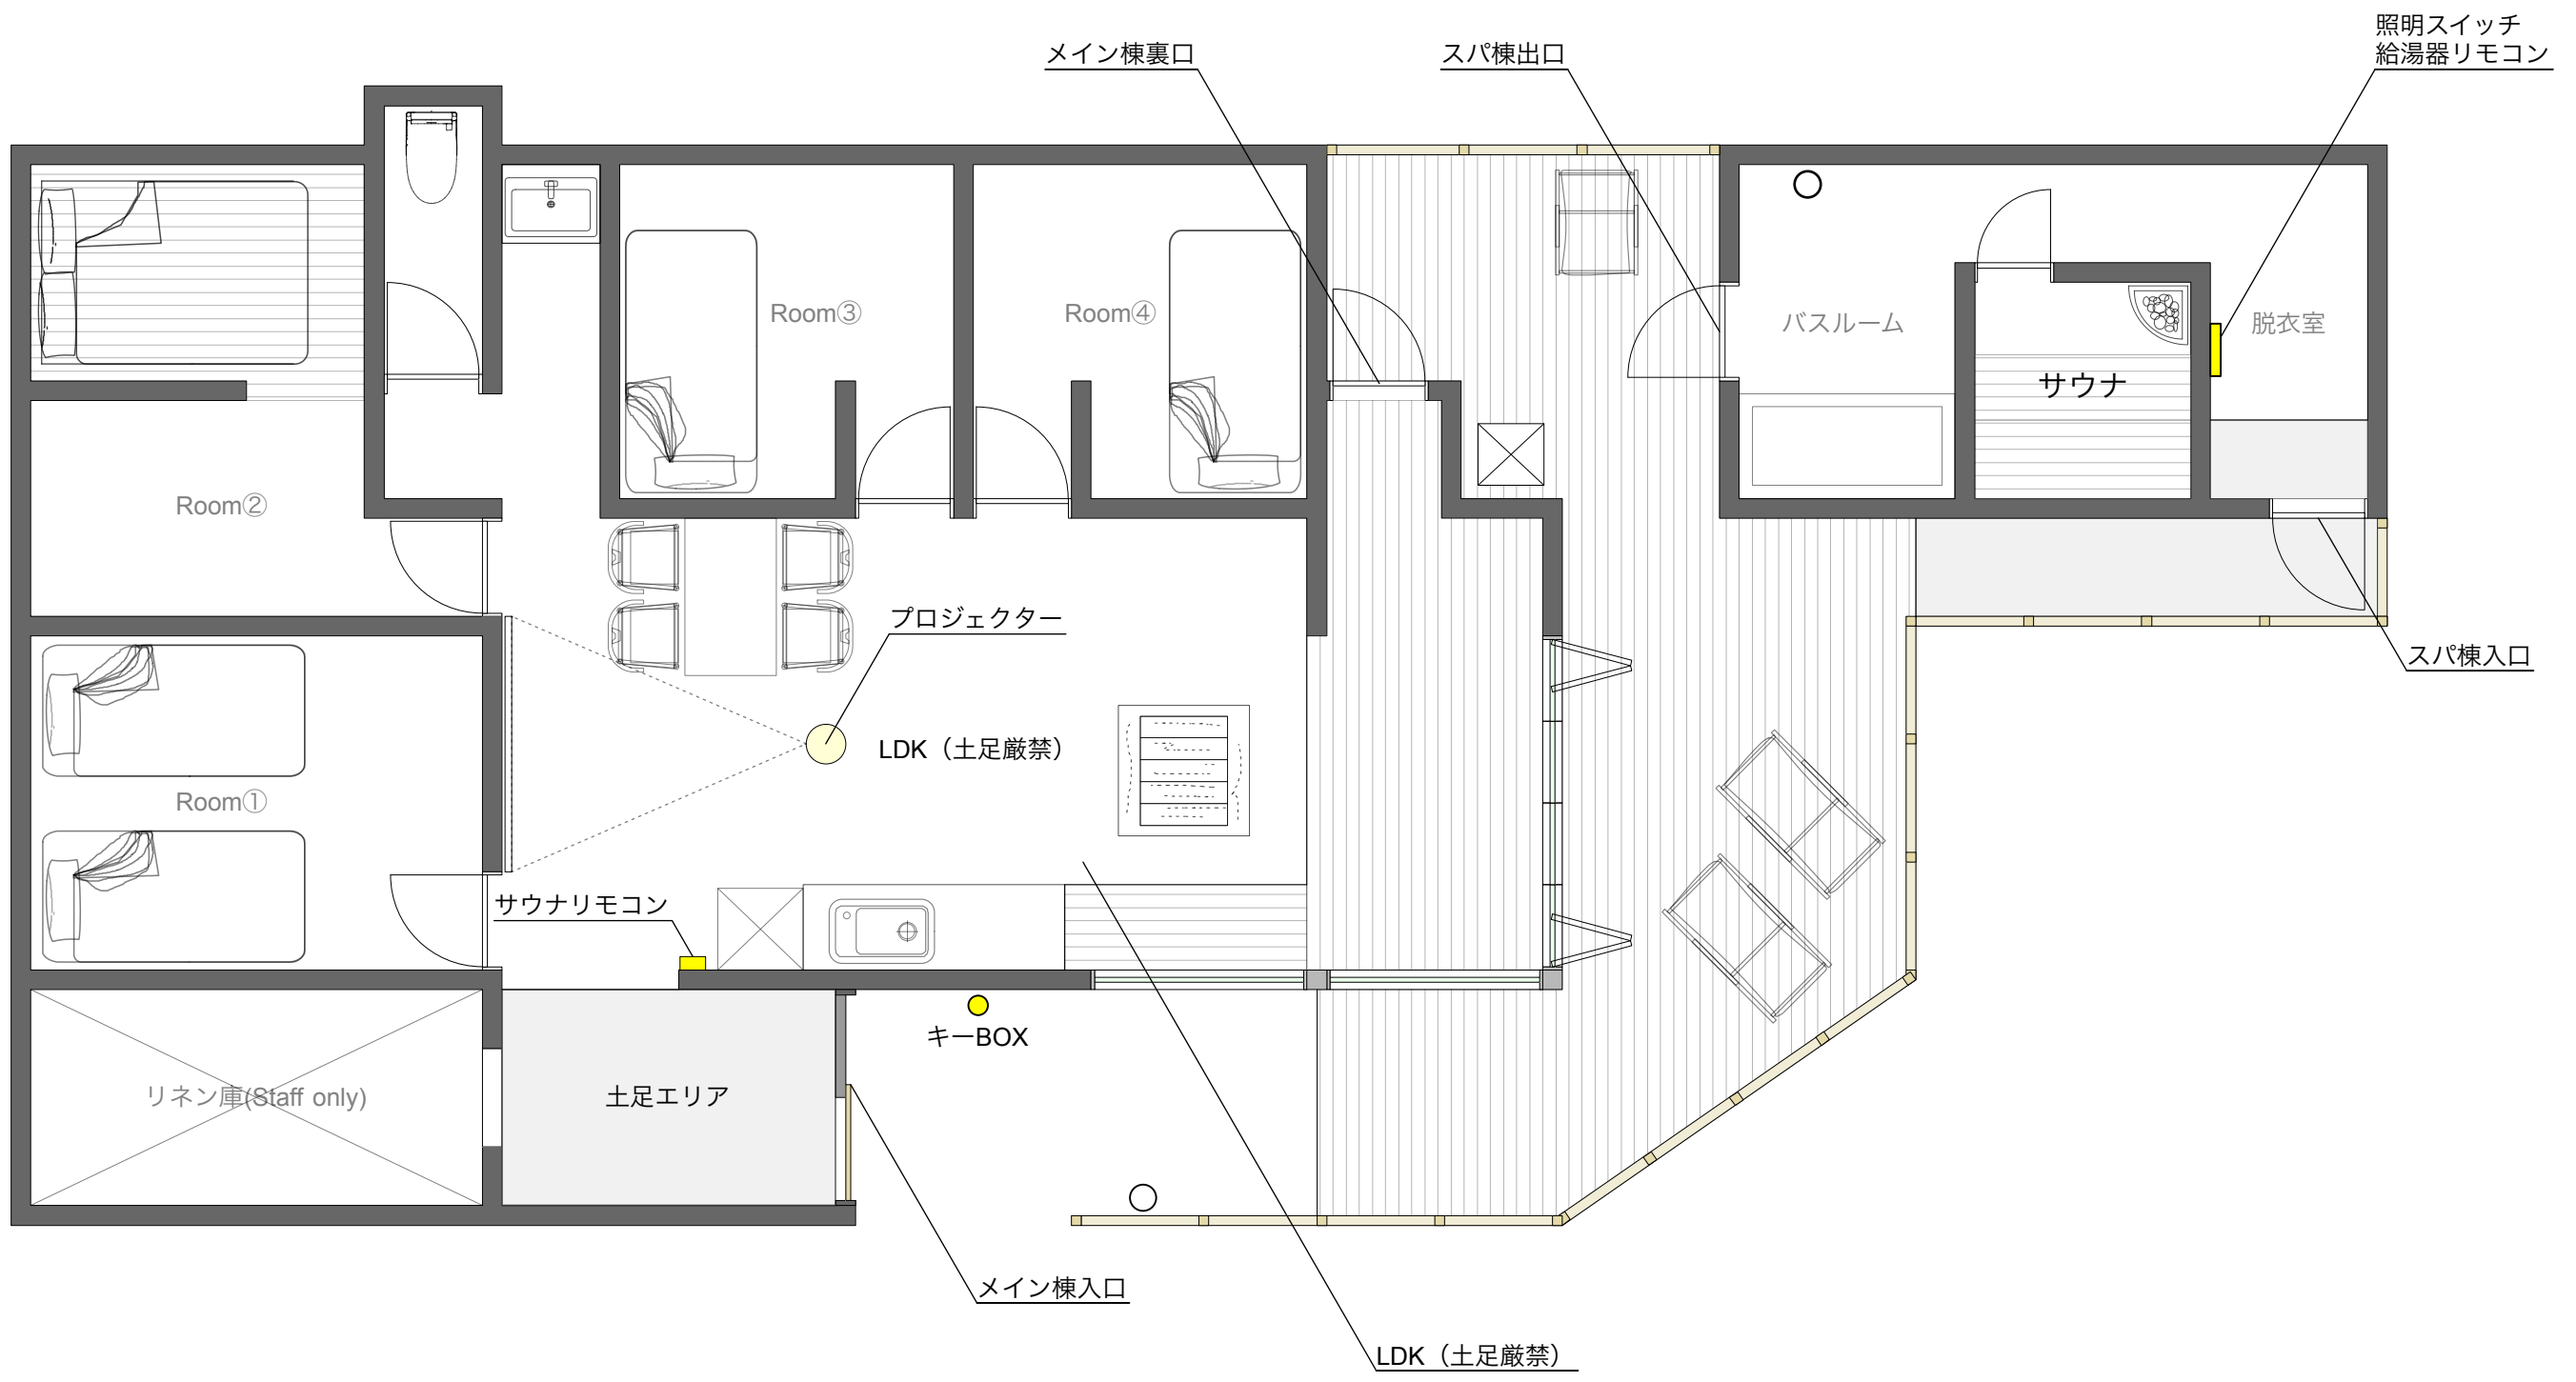 照明スイッチ
給湯器リモコン
メイン棟裏口
スパ棟出口
Room③
Room④
バスルーム
脱衣室
サウナ
Room②
プロジェクター
スパ棟入口
LDK（土足厳禁）
Room①
サウナリモコン
キーBOX
リネン庫(Staff only)
土足エリア
メイン棟入口
LDK（土足厳禁）